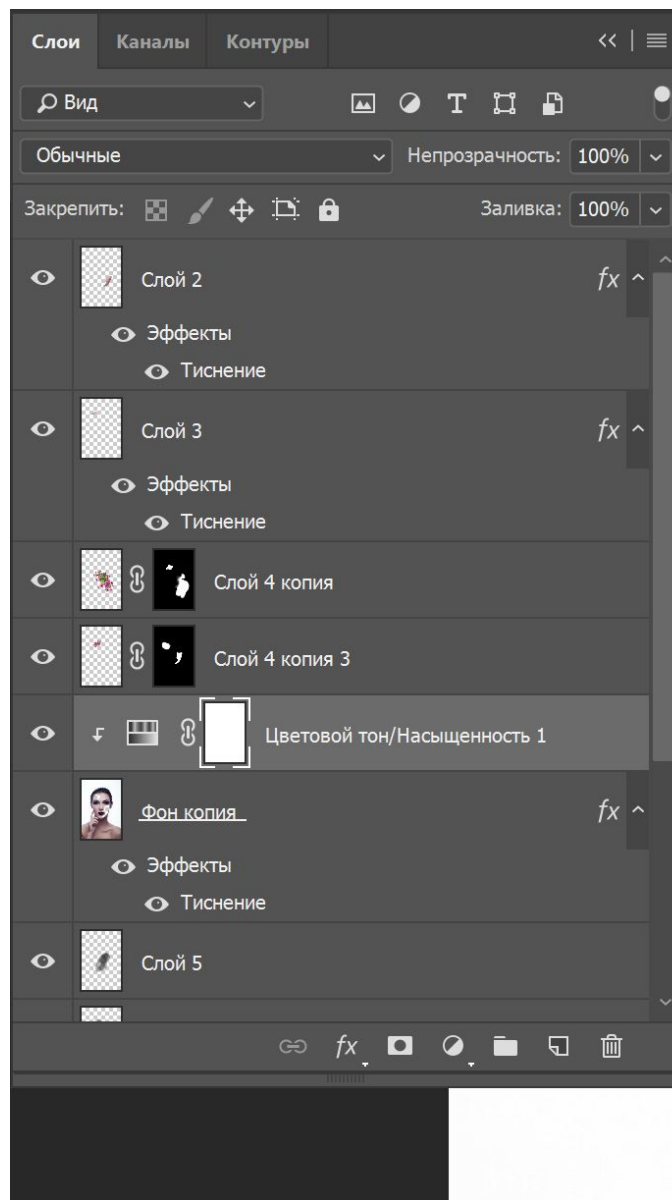 Слои Каналы Контуры
Вид
Обычные Непрозрачность: 100%
Закрепить: Заливка: 100%
Слой 2 fx
Эффекты
Тиснение
Слой 3 fx
Эффекты
Тиснение
Слой 4 копия
Слой 4 копия 3
Цветовой тон/Насыщенность 1
Фон копия fx
Эффекты
Тиснение
Слой 5
fx